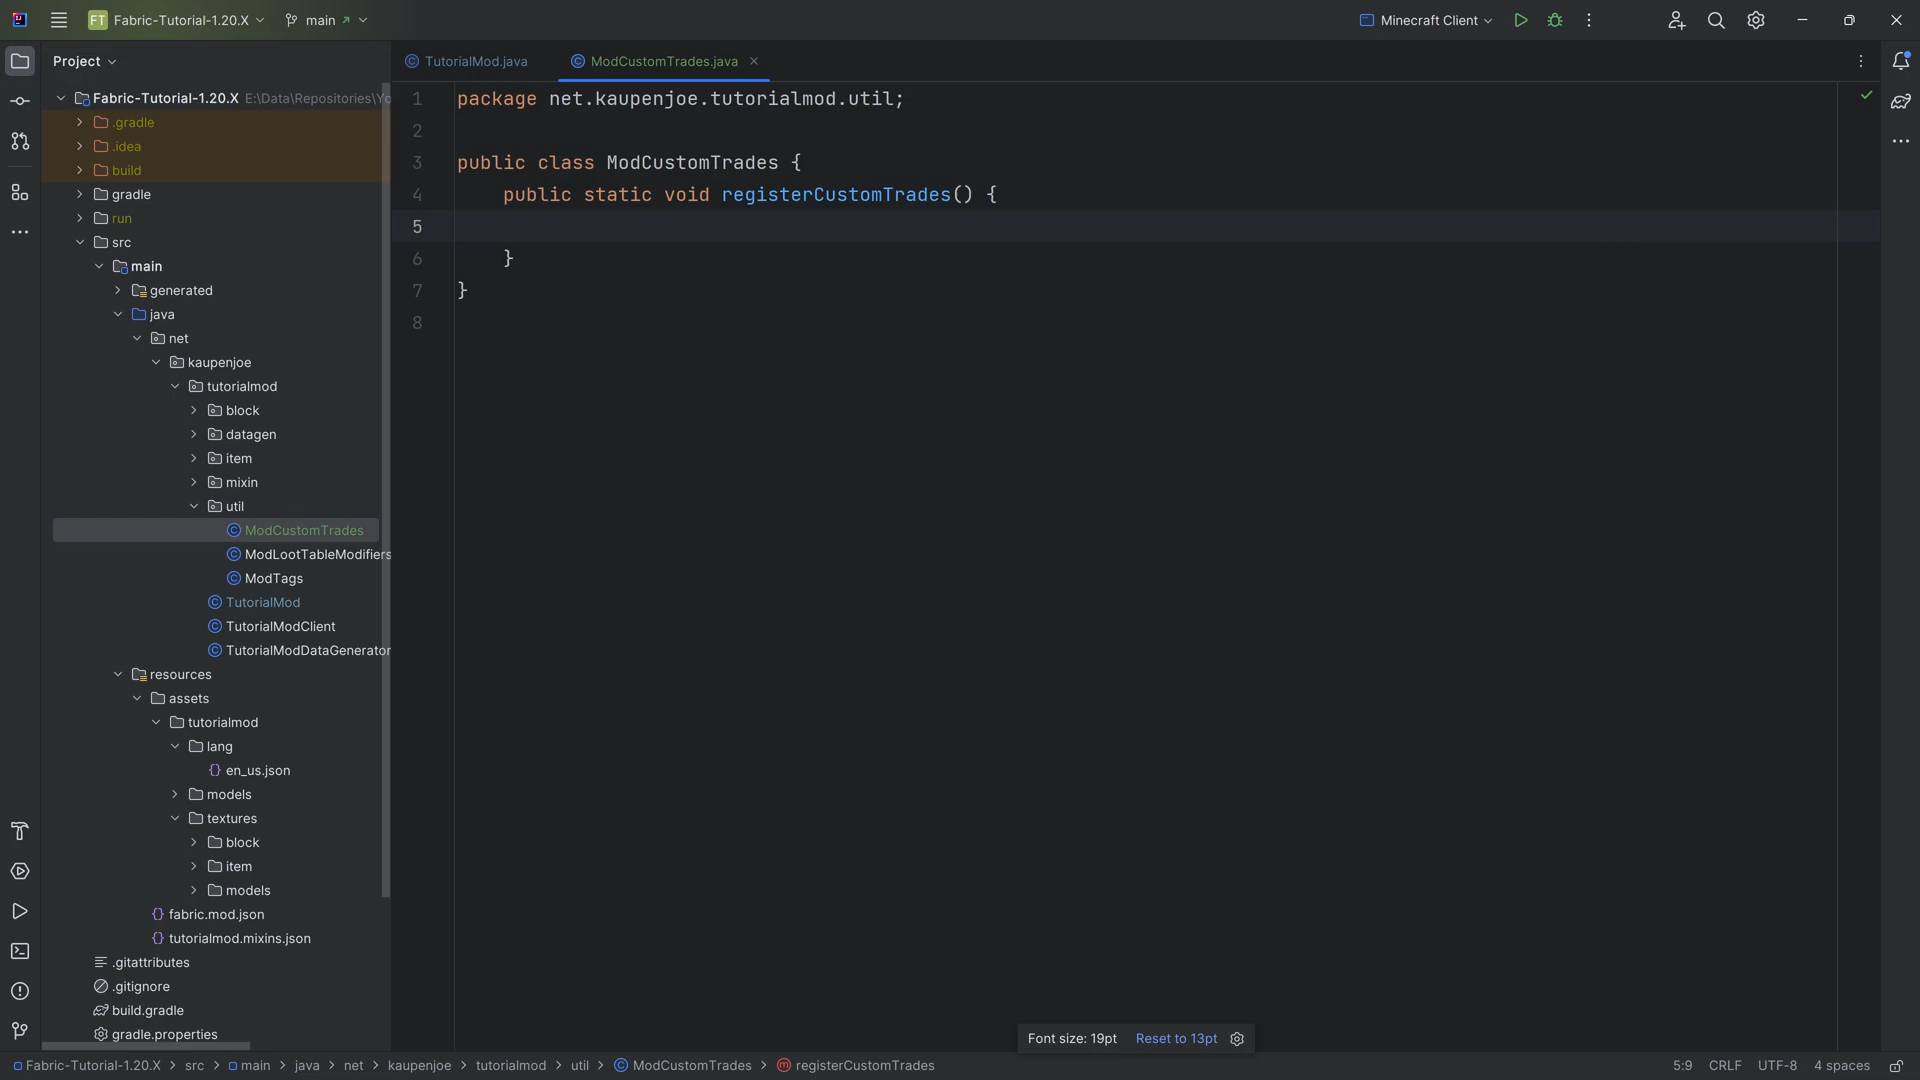 FT Fabric-Tutorial-1.20.X main Minecraft Client
Project TutorialMod.java ModCustomTrades.java
Fabric-Tutorial-1.20.X E:\Data\Repositories\Yo
.gradle
.idea
build
gradle
run
src
main
generated
java
net
kaupenjoe
tutorialmod
block
datagen
item
mixin
util
ModCustomTrades
ModLootTableModifiers
ModTags
TutorialMod
TutorialModClient
TutorialModDataGenerator
resources
assets
tutorialmod
lang
en_us.json
models
textures
block
item
models
fabric.mod.json
tutorialmod.mixins.json
.gitattributes
.gitignore
build.gradle
gradle.properties
1 package net.kaupenjoe.tutorialmod.util;
2
3 public class ModCustomTrades {
4 public static void registerCustomTrades() {
5
6 }
7 }
8
Font size: 19pt Reset to 13pt
Fabric-Tutorial-1.20.X > src > main > java > net > kaupenjoe > tutorialmod > util > ModCustomTrades > registerCustomTrades 5:9 CRLF UTF-8 4 spaces